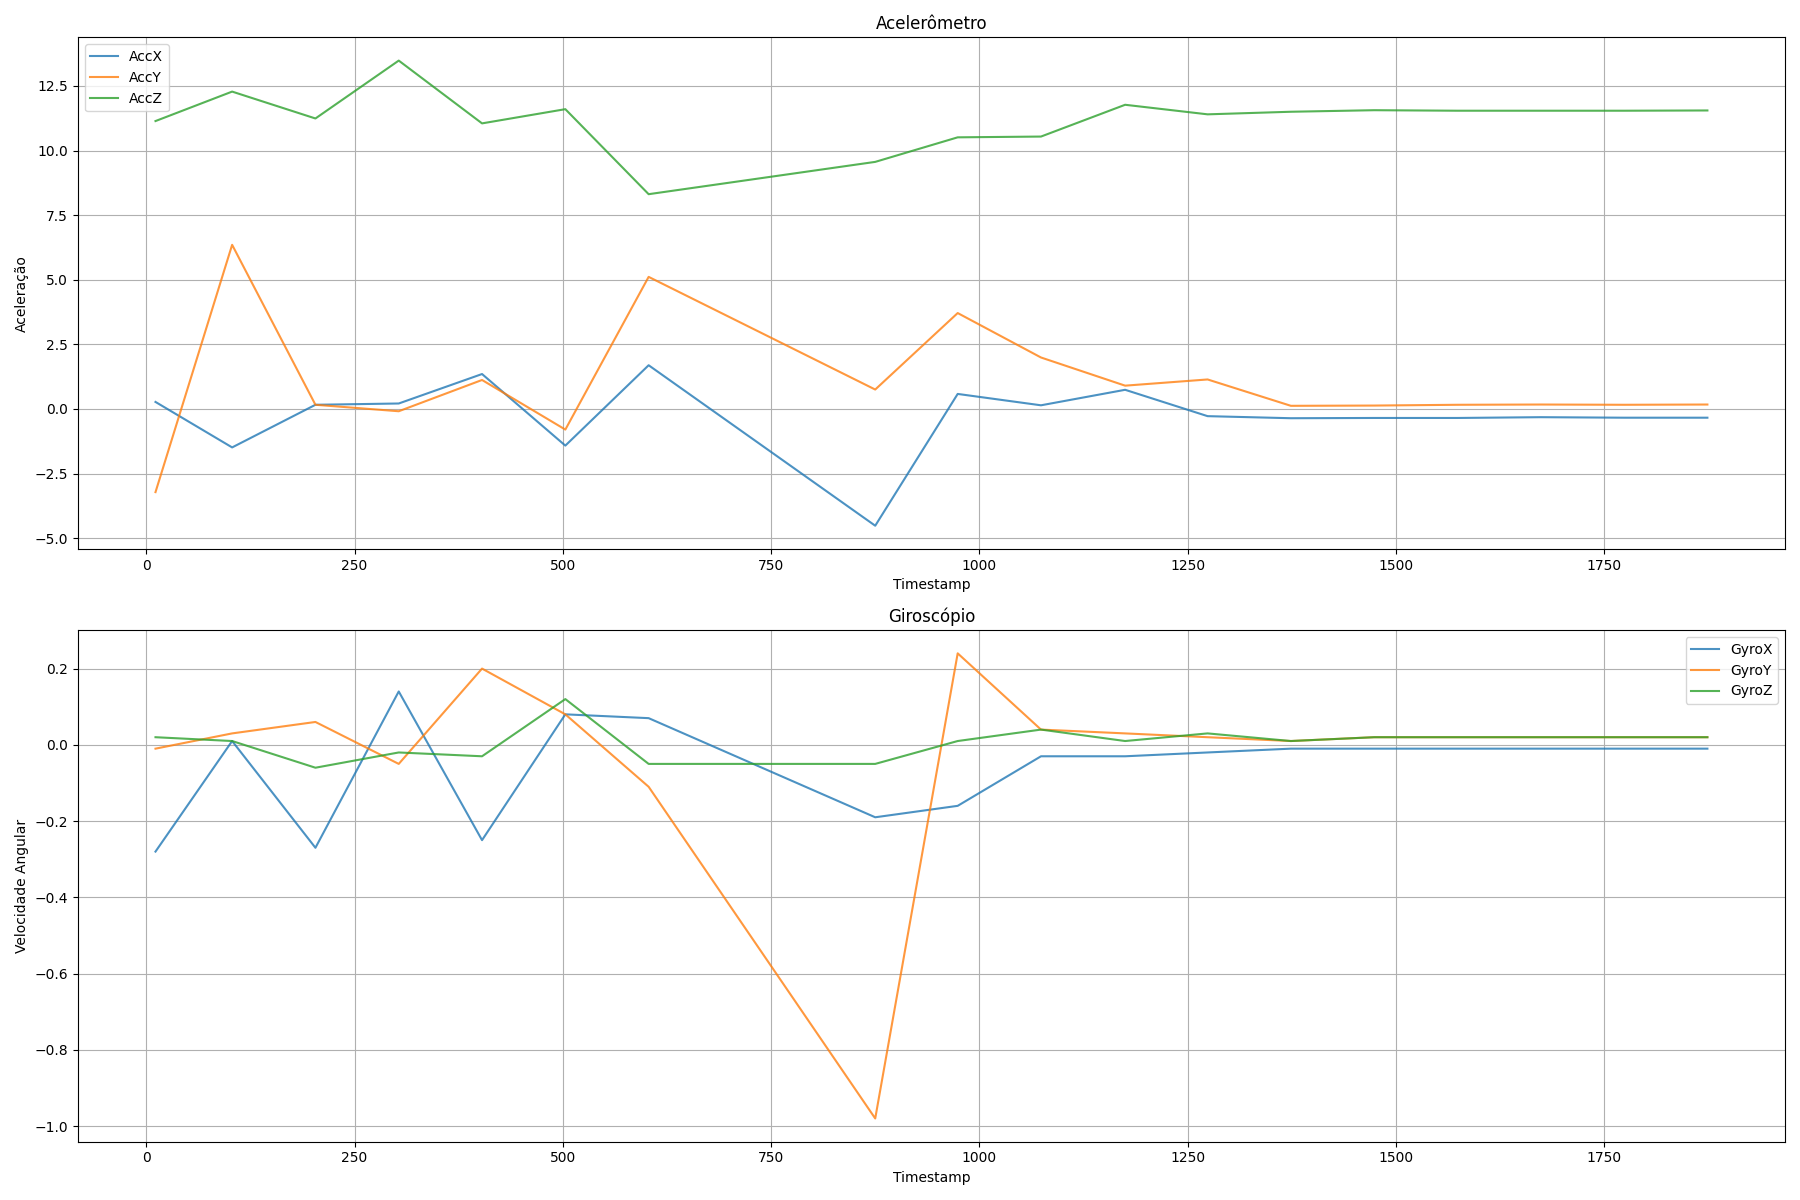 Acelerômetro
AccX
AccY
AccZ
12.5
10.0
7.5
5.0
2.5
0.0
−2.5
−5.0
Aceleração
0 250 500 750 1000 1250 1500 1750
Timestamp
Giroscópio
GyroX
GyroY
GyroZ
0.2
0.0
−0.2
−0.4
−0.6
−0.8
−1.0
Velocidade Angular
0 250 500 750 1000 1250 1500 1750
Timestamp